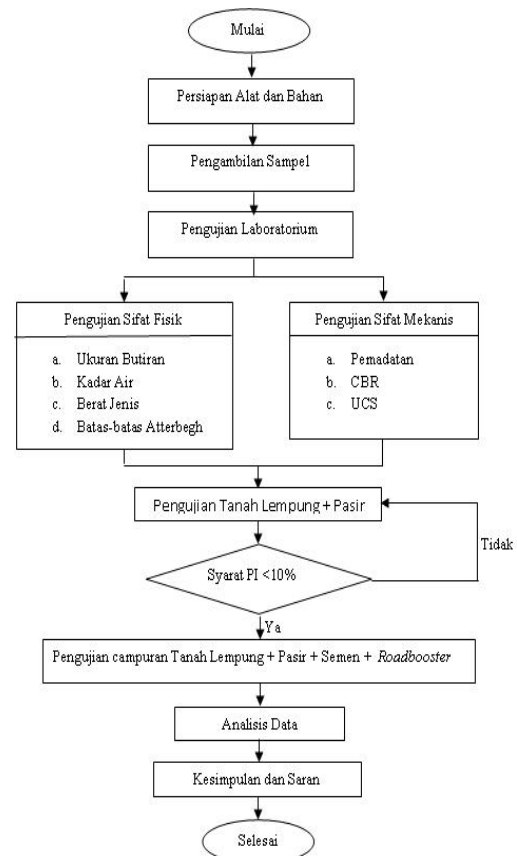 Mulai
Persiapan Alat dan Bahan
Pengambilan Sampel
Pengujian Laboratorium
Pengujian Sifat Fisik
a. Ukuran Butiran
b. Kadar Air
c. Berat Jenis
d. Batas-batas Atterbegh
Pengujian Sifat Mekanis
a. Pemadatan
b. CBR
c. UCS
Pengujian Tanah Lempung + Pasir
Tidak
Syarat PI <10%
Ya
Pengujian campuran Tanah Lempung + Pasir + Semen + Roadbooster
Analisis Data
Kesimpulan dan Saran
Selesai